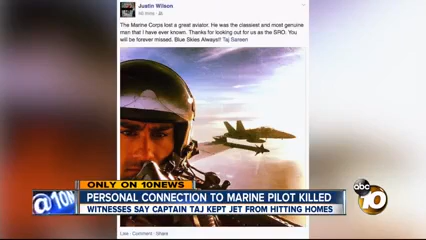 Justin Wilson
The Marine Corps lost a great aviator. He was the classiest and most genuine
man that I have ever known. Thanks for looking out for us as the SRO. You
will be forever missed. Blue Skies Always!! Taj Sareen
Like · Comment · Share
ONLY ON 10NEWS
PERSONAL CONNECTION TO MARINE PILOT KILLED
WITNESSES SAY CAPTAIN TAJ KEPT JET FROM HITTING HOMES
@10N
abc
10